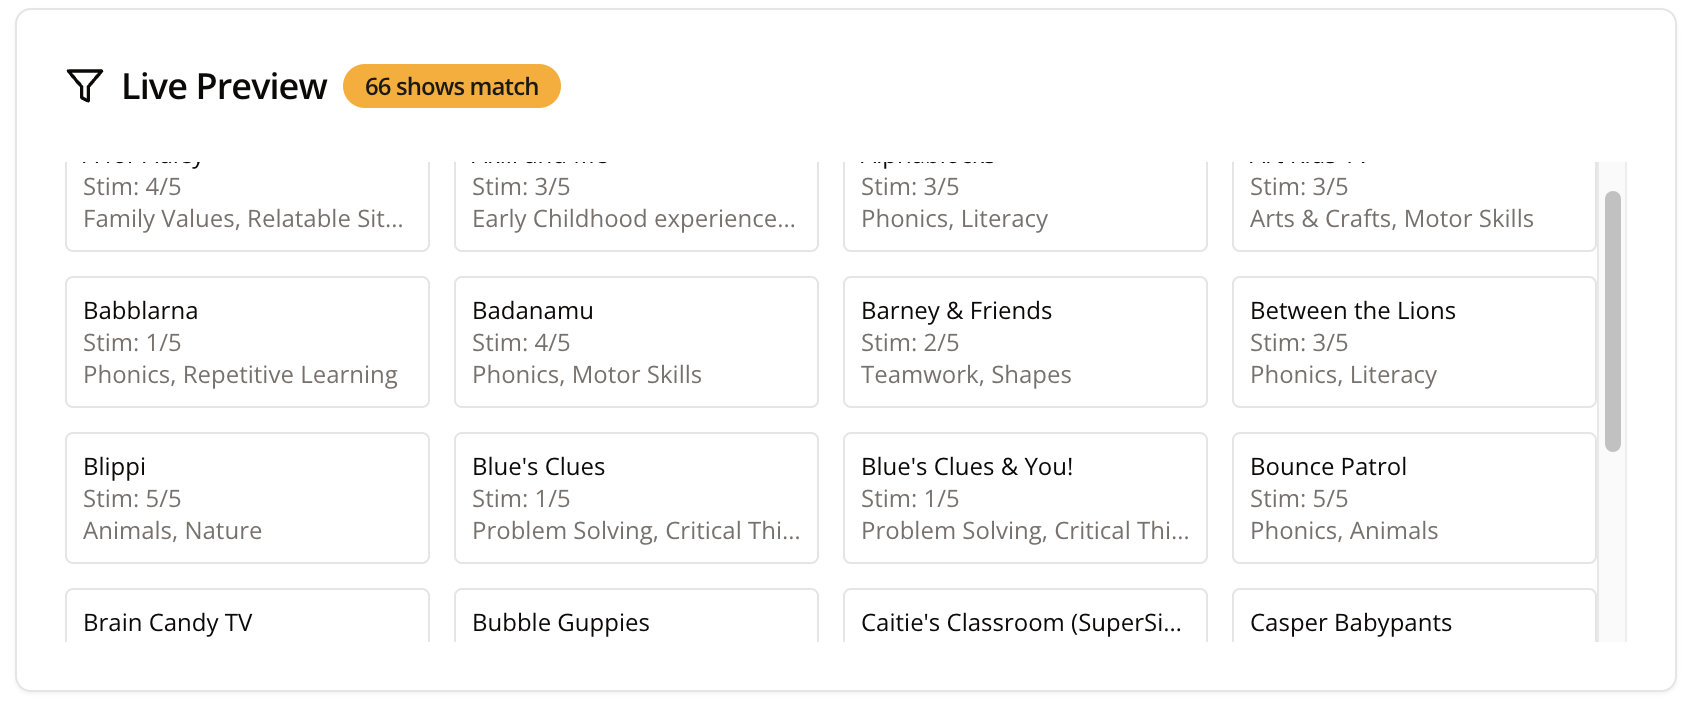 Live Preview
66 shows match
Stim: 4/5
Family Values, Relatable Sit...
Stim: 3/5
Early Childhood experience...
Alphablocks
Stim: 3/5
Phonics, Literacy
Stim: 3/5
Arts & Crafts, Motor Skills
Babblarna
Stim: 1/5
Phonics, Repetitive Learning
Badanamu
Stim: 4/5
Phonics, Motor Skills
Barney & Friends
Stim: 2/5
Teamwork, Shapes
Between the Lions
Stim: 3/5
Phonics, Literacy
Blippi
Stim: 5/5
Animals, Nature
Blue's Clues
Stim: 1/5
Problem Solving, Critical Thi...
Blue's Clues & You!
Stim: 1/5
Problem Solving, Critical Thi...
Bounce Patrol
Stim: 5/5
Phonics, Animals
Brain Candy TV
Bubble Guppies
Caitie's Classroom (SuperSi...
Casper Babypants